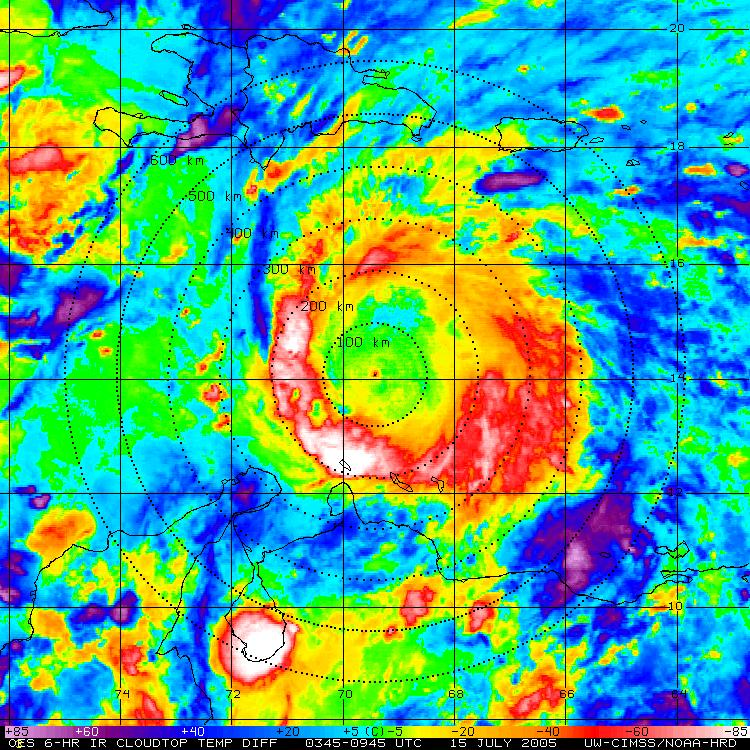 20
18
600 km
500 km
400 km
300 km
16
200 km
100 km
14
12
10
74 72 70 68 66 64
+85 +60 +40 +20 +5 (C)-5 -20 -40 -60 -85
GOES 6-HR IR CLOUDTOP TEMP DIFF 0345-0945 UTC 15 JULY 2005 UW-CIMSS/NOAA-HRD